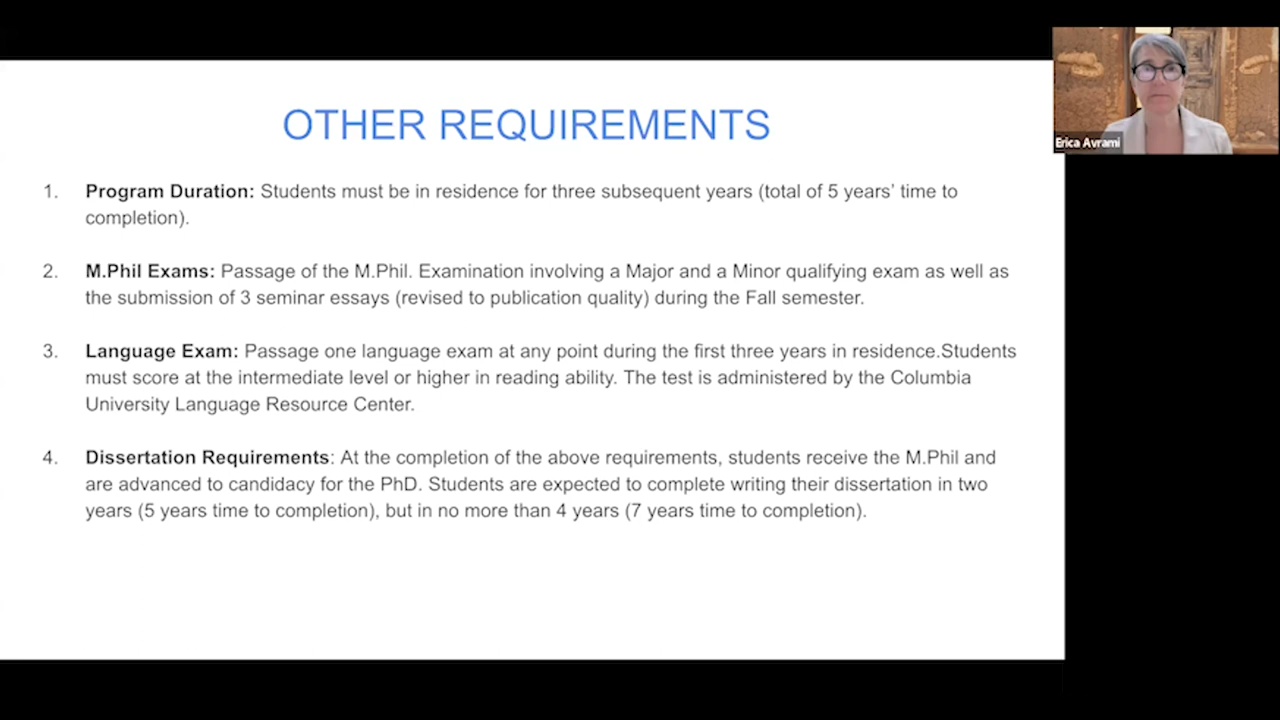 OTHER REQUIREMENTS
Erica Avrami
1. Program Duration: Students must be in residence for three subsequent years (total of 5 years’ time to
completion).
2. M.Phil Exams: Passage of the M.Phil. Examination involving a Major and a Minor qualifying exam as well as
the submission of 3 seminar essays (revised to publication quality) during the Fall semester.
3. Language Exam: Passage one language exam at any point during the first three years in residence.Students
must score at the intermediate level or higher in reading ability. The test is administered by the Columbia
University Language Resource Center.
4. Dissertation Requirements: At the completion of the above requirements, students receive the M.Phil and
are advanced to candidacy for the PhD. Students are expected to complete writing their dissertation in two
years (5 years time to completion), but in no more than 4 years (7 years time to completion).